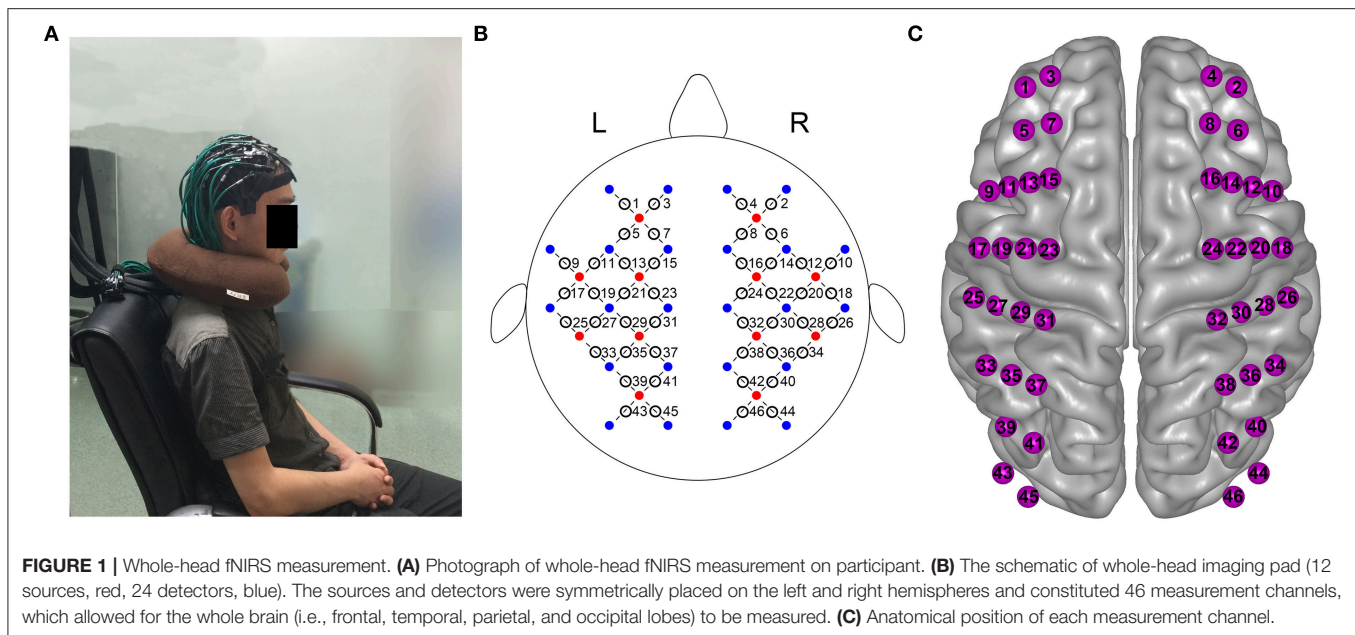 A
B
C
L
R
1 3 4 2
5 7 8 6
9 11 13 15 16 14 12 10
17 19 21 23 24 22 20 18
25 27 29 31 32 30 28 26
33 35 37 38 36 34
39 41 42 40
43 45 46 44
3 4
1 2
7 8
5 6
9 11 13 15 16 14 12 10
17 19 21 23 24 22 20 18
25 27 29 31 32 30 28 26
33 35 37 38 36 34
39 41 42 40
43 44
45 46
FIGURE 1 | Whole-head fNIRS measurement. (A) Photograph of whole-head fNIRS measurement on participant. (B) The schematic of whole-head imaging pad (12
sources, red, 24 detectors, blue). The sources and detectors were symmetrically placed on the left and right hemispheres and constituted 46 measurement channels,
which allowed for the whole brain (i.e., frontal, temporal, parietal, and occipital lobes) to be measured. (C) Anatomical position of each measurement channel.